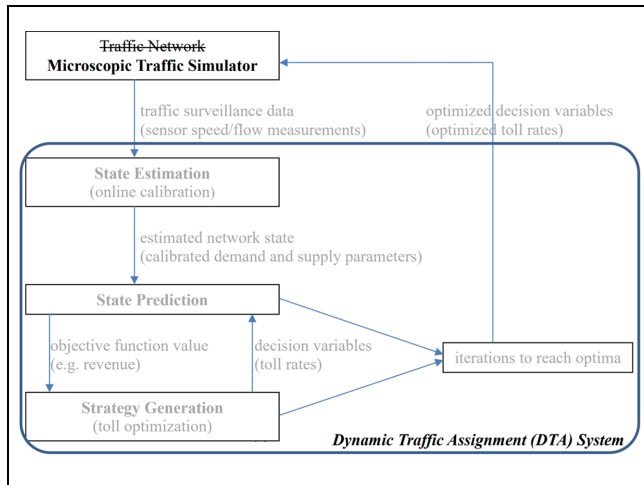 Traffic Network
Microscopic Traffic Simulator
traffic surveillance data
(sensor speed/flow measurements)
optimized decision variables
(optimized toll rates)
State Estimation
(online calibration)
estimated network state
(calibrated demand and supply parameters)
State Prediction
objective function value
(e.g. revenue)
decision variables
(toll rates)
iterations to reach optima
Strategy Generation
(toll optimization)
Dynamic Traffic Assignment (DTA) System